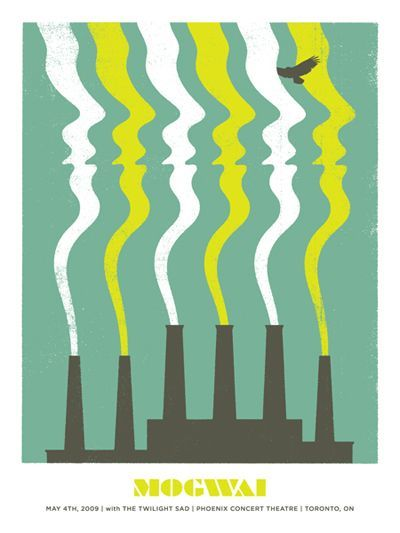 MOGWAI
MAY 4TH, 2009 | with THE TWILIGHT SAD | PHOENIX CONCERT THEATRE | TORONTO, ON